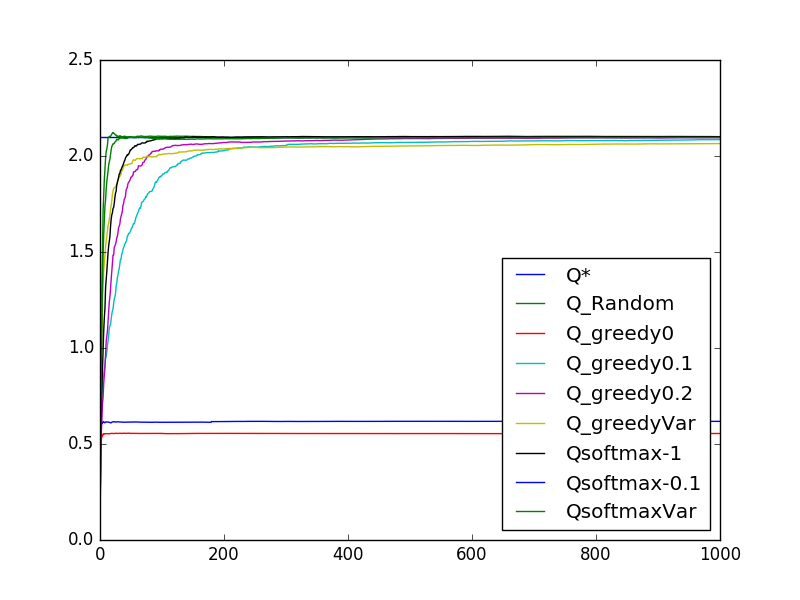 2.5
2.0
1.5
1.0
0.5
0.0
0 200 400 600 800 1000
Q*
Q_Random
Q_greedy0
Q_greedy0.1
Q_greedy0.2
Q_greedyVar
Qsoftmax-1
Qsoftmax-0.1
QsoftmaxVar